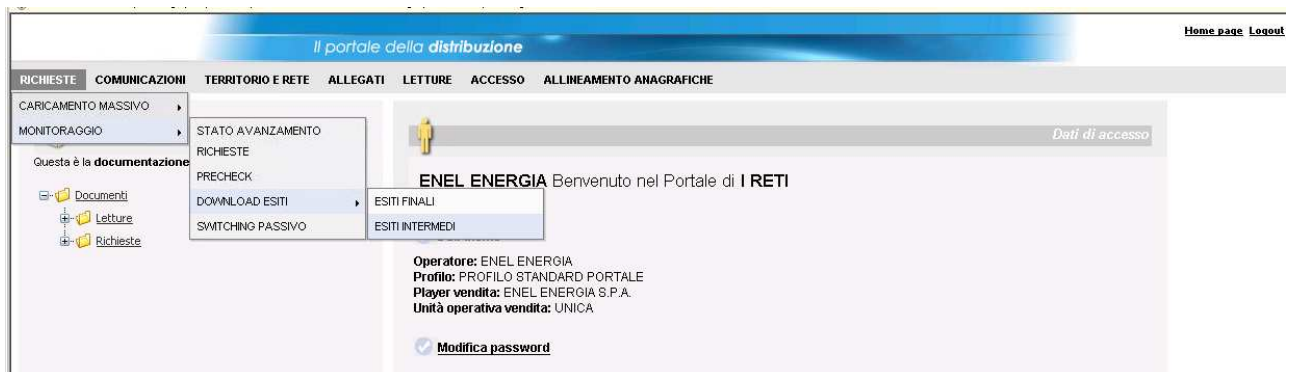 Home page Logout
Il portale della distribuzione
RICHIESTE COMUNICAZIONI TERRITORIO E RETE ALLEGATI LETTURE ACCESSO ALLINEAMENTO ANAGRAFICHE
CARICAMENTO MASSIVO
MONITORAGGIO
STATO AVANZAMENTO
RICHIESTE
PRECHECK
DOWNLOAD ESITI
SWITCHING PASSIVO
ESITI FINALI
ESITI INTERMEDI
Questa è la documentazione
Documenti
Letture
Richieste
Dati di accesso
ENEL ENERGIA Benvenuto nel Portale di I RETI
Operatore: ENEL ENERGIA
Profilo: PROFILO STANDARD PORTALE
Player vendita: ENEL ENERGIA S.P.A.
Unità operativa vendita: UNICA
Modifica password